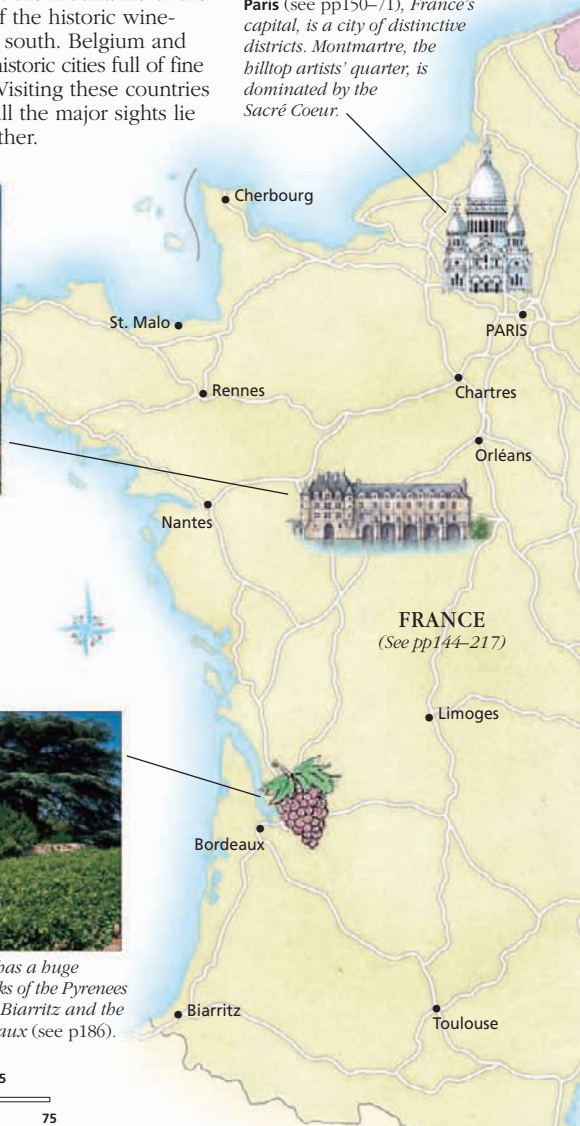 f the historic wine-
south. Belgium and
historic cities full of fine
Visiting these countries
ll the major sights lie
ther.
Paris (see pp150–71), France's
capital, is a city of distinctive
districts. Montmartre, the
hilltop artists' quarter, is
dominated by the
Sacré Coeur.
Cherbourg
St. Malo
PARIS
Rennes
Chartres
Orléans
Nantes
FRANCE
(See pp144–217)
Limoges
Bordeaux
has a huge
ks of the Pyrenees
Biarritz and the
aux (see p186).
Biarritz
Toulouse
5
75